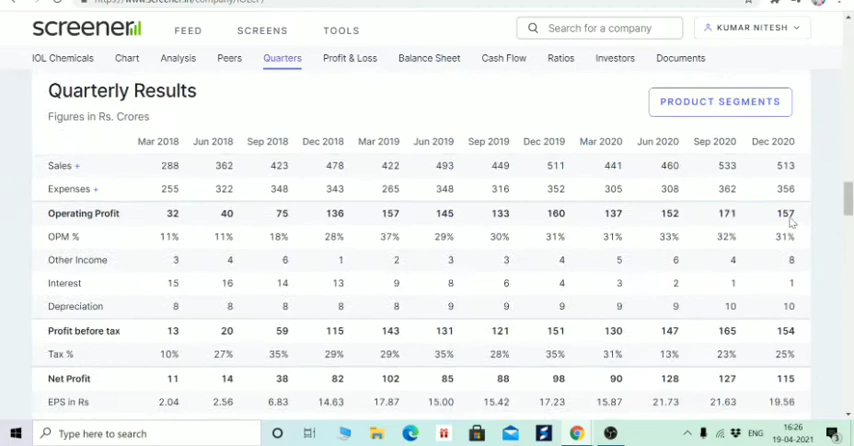 screener
FEED SCREENS TOOLS
Search for a company
KUMAR NITESH
IOL Chemicals Chart Analysis Peers Quarters Profit & Loss Balance Sheet Cash Flow Ratios Investors Documents
Quarterly Results
Figures in Rs. Crores
PRODUCT SEGMENTS
Mar 2018 Jun 2018 Sep 2018 Dec 2018 Mar 2019 Jun 2019 Sep 2019 Dec 2019 Mar 2020 Jun 2020 Sep 2020 Dec 2020
Sales + 288 362 423 478 422 493 449 511 441 460 533 513
Expenses + 255 322 348 343 265 348 316 352 305 308 362 356
Operating Profit 32 40 75 136 157 145 133 160 137 152 171 157
OPM % 11% 11% 18% 28% 37% 29% 30% 31% 31% 33% 32% 31%
Other Income 3 4 6 1 2 3 3 4 5 6 4 8
Interest 15 16 14 13 9 8 6 4 3 2 1 1
Depreciation 8 8 8 8 8 9 9 9 9 9 10 10
Profit before tax 13 20 59 115 143 131 121 151 130 147 165 154
Tax % 10% 27% 35% 29% 29% 35% 28% 35% 31% 13% 23% 25%
Net Profit 11 14 38 82 102 85 88 98 90 128 127 115
EPS in Rs 2.04 2.56 6.83 14.63 17.87 15.00 15.42 17.23 15.87 21.73 21.63 19.56
Type here to search
ENG
16:26
19-04-2021